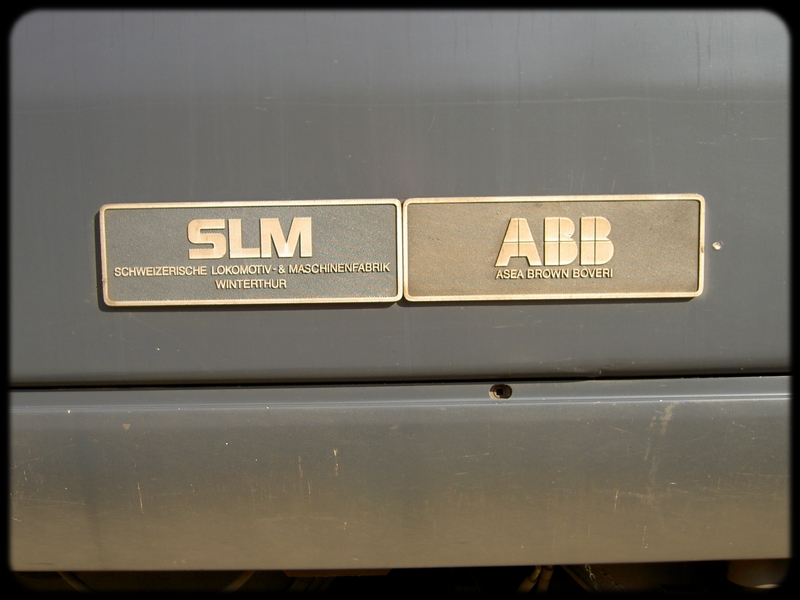 SLM
SCHWEIZERISCHE LOKOMOTIV-& MASCHINENFABRIK
WINTERTHUR
ABB
ASEA BROWN BOVERI